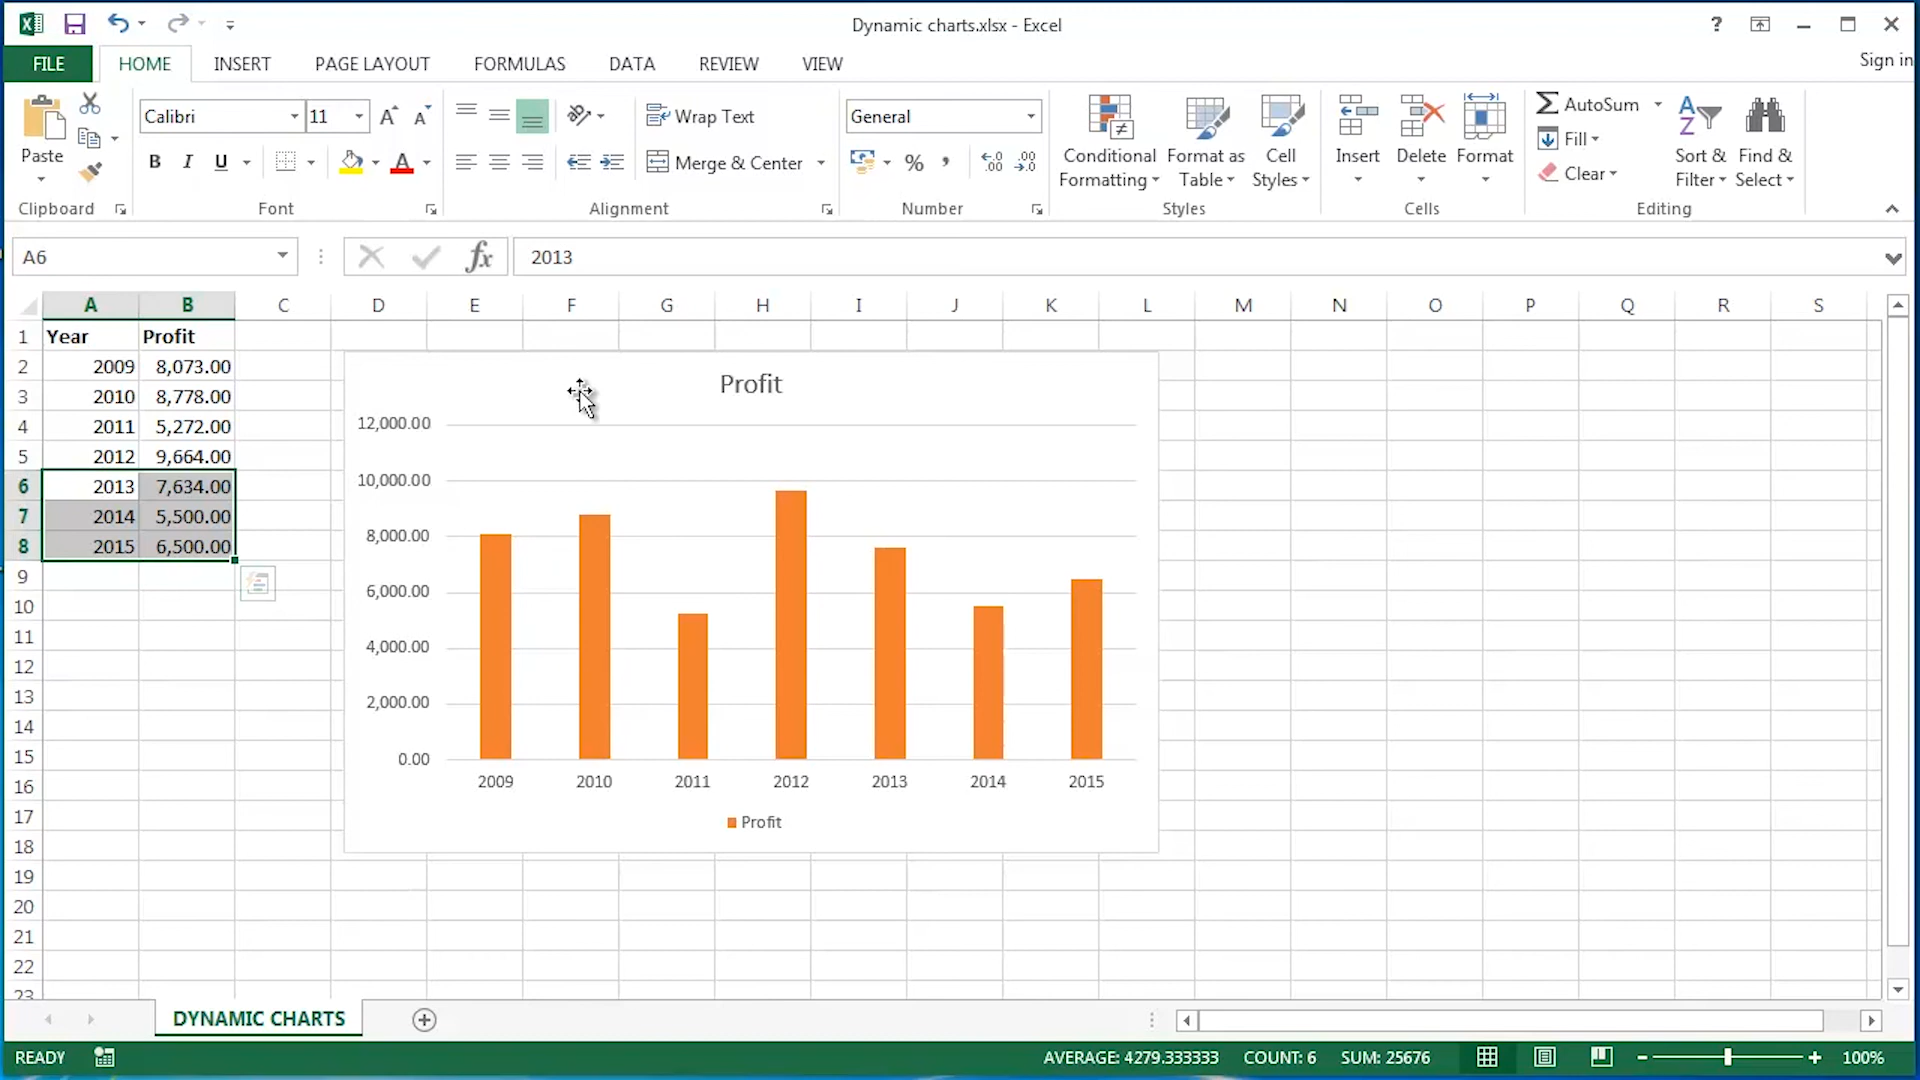 Dynamic charts.xlsx - Excel
?
FILE HOME INSERT PAGE LAYOUT FORMULAS DATA REVIEW VIEW
Sign in
Paste
Clipboard
Calibri 11
B I U A
Font
Wrap Text
Merge & Center
Alignment
General
% ,
Number
Conditional Formatting
Format as Table
Cell Styles
Styles
Insert Delete Format
Cells
AutoSum
Fill
Clear
Sort & Filter
Find & Select
Editing
A6 fx 2013
A B C D E F G H I J K L M N O P Q R S
1 Year Profit
2 2009 8,073.00
3 2010 8,778.00
4 2011 5,272.00
5 2012 9,664.00
6 2013 7,634.00
7 2014 5,500.00
8 2015 6,500.00
9
10
11
12
13
14
15
16
17
18
19
20
21
22
23
Profit
12,000.00
10,000.00
8,000.00
6,000.00
4,000.00
2,000.00
0.00
2009 2010 2011 2012 2013 2014 2015
Profit
DYNAMIC CHARTS
READY AVERAGE: 4279.333333 COUNT: 6 SUM: 25676 100%